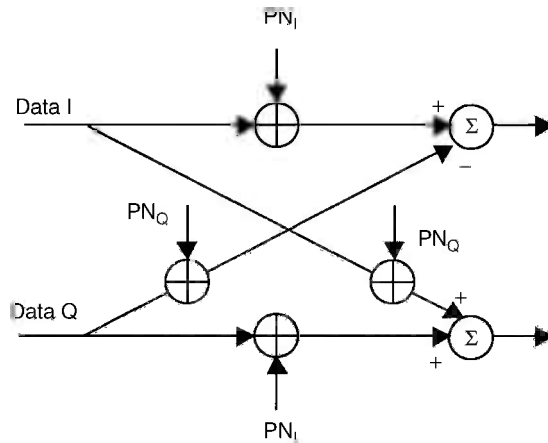 PN_I
Data I
+
Σ
−
PN_Q
PN_Q
+
Data Q
Σ
+
PN_I